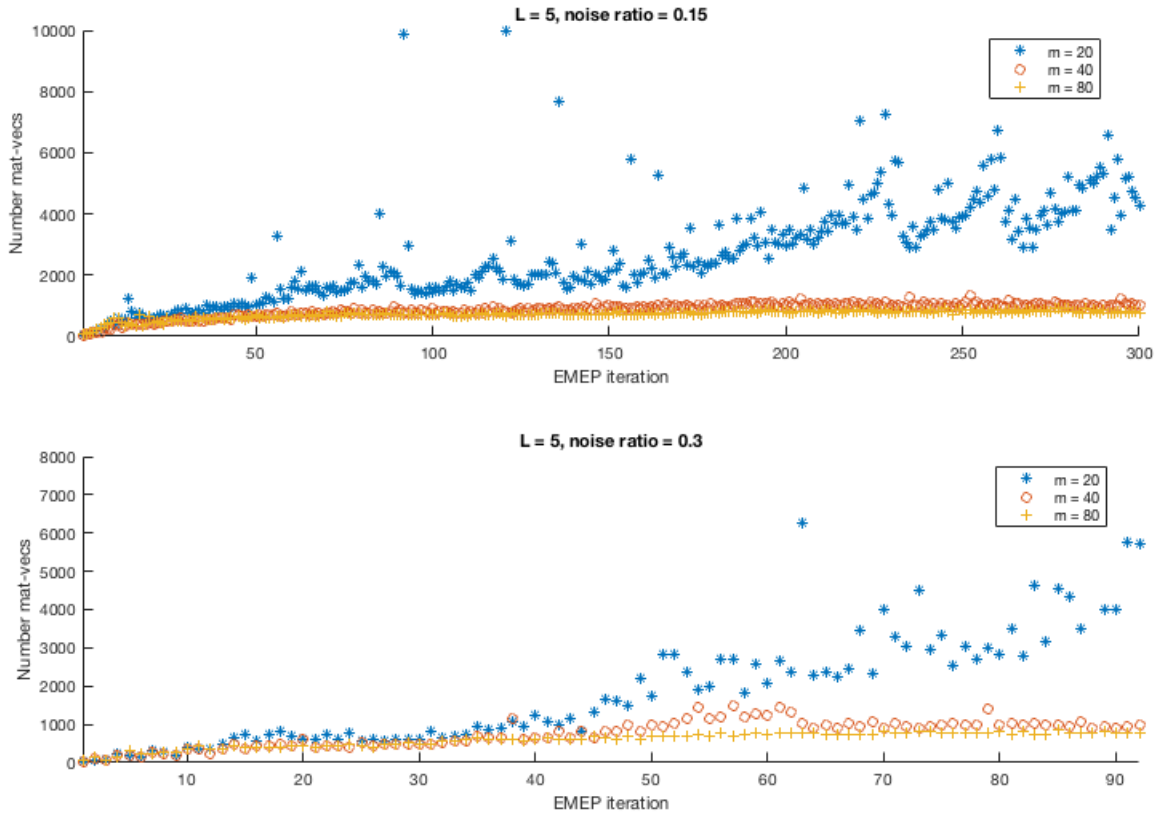 L = 5, noise ratio = 0.15
10000
8000
6000
4000
2000
0
Number mat-vecs
m = 20
m = 40
m = 80
50 100 150 200 250 300
EMEP iteration
L = 5, noise ratio = 0.3
8000
7000
6000
5000
4000
3000
2000
1000
0
Number mat-vecs
m = 20
m = 40
m = 80
10 20 30 40 50 60 70 80 90
EMEP iteration